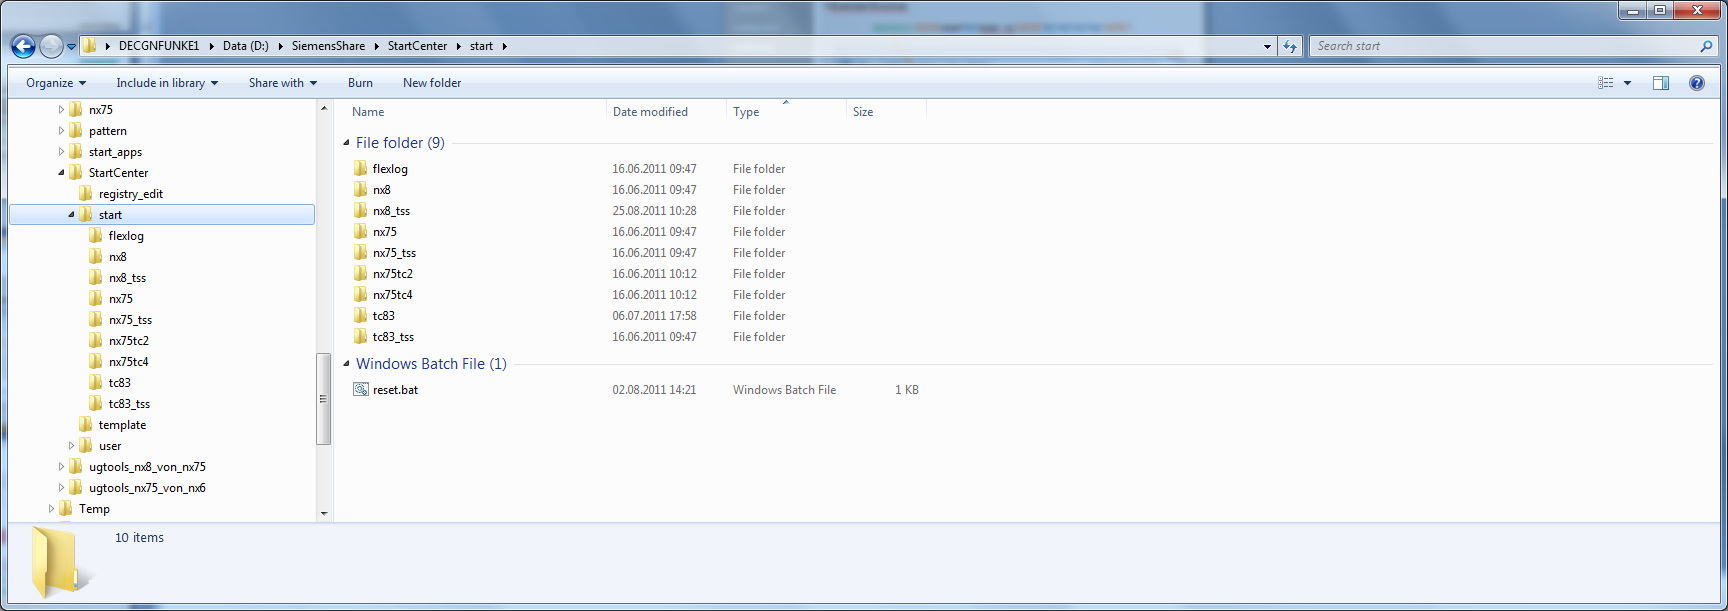 DECGNFUNKE1 Data (D:) SiemensShare StartCenter start Search start
Organize Include in library Share with Burn New folder
nx75
pattern
start_apps
StartCenter
registry_edit
start
flexlog
nx8
nx8_tss
nx75
nx75_tss
nx75tc2
nx75tc4
tc83
tc83_tss
template
user
ugtools_nx8_von_nx75
ugtools_nx75_von_nx6
Temp
Name Date modified Type Size
File folder (9)
flexlog 16.06.2011 09:47 File folder
nx8 16.06.2011 09:47 File folder
nx8_tss 25.08.2011 10:28 File folder
nx75 16.06.2011 09:47 File folder
nx75_tss 16.06.2011 09:47 File folder
nx75tc2 16.06.2011 10:12 File folder
nx75tc4 16.06.2011 10:12 File folder
tc83 06.07.2011 17:58 File folder
tc83_tss 16.06.2011 09:47 File folder
Windows Batch File (1)
reset.bat 02.08.2011 14:21 Windows Batch File 1 KB
10 items